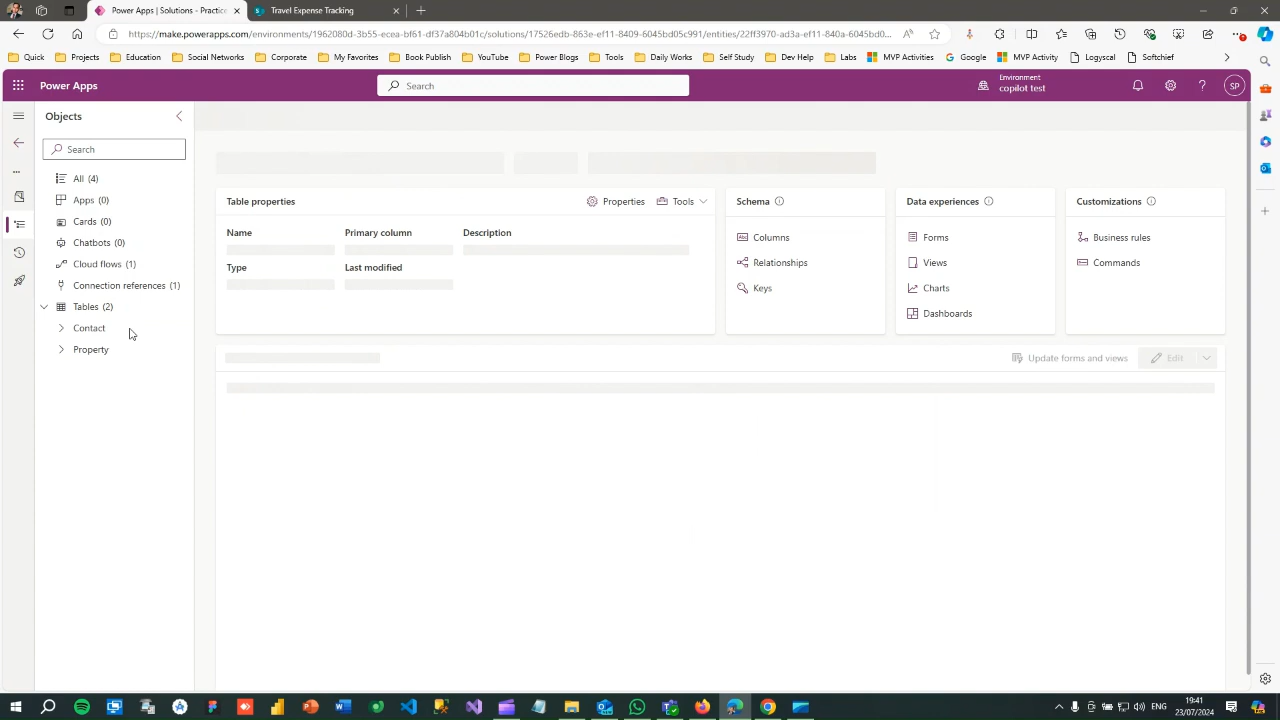 Power Apps | Solutions - Practice
Travel Expense Tracking
https://make.powerapps.com/environments/1962080d-3b55-ecea-bf61-df37a804b01c/solutions/17526edb-863e-ef11-8409-6045bd05c991/entities/22ff3970-ad3a-ef11-840a-6045bd0...
Quick
Projects
Education
Social Networks
Corporate
My Favorites
Book Publish
YouTube
Power Blogs
Tools
Daily Works
Self Study
Dev Help
Labs
MVP Activities
Google
MVP Activity
Logyscal
Softchief
Power Apps
Search
Environment
copilot test
SP
Objects
Search
All (4)
Apps (0)
Cards (0)
Chatbots (0)
Cloud flows (1)
Connection references (1)
Tables (2)
Contact
Property
Table properties
Properties
Tools
Name
Primary column
Description
Type
Last modified
Schema
Columns
Relationships
Keys
Data experiences
Forms
Views
Charts
Dashboards
Customizations
Business rules
Commands
Update forms and views
Edit
ENG
19:41
23/07/2024